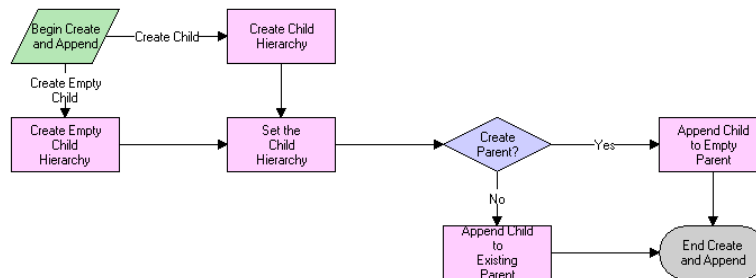 Begin Create
and Append
Create Child
Create Child
Hierarchy
Create Empty
Child
Create Empty
Child
Hierarchy
Set the
Child
Hierarchy
Create
Parent?
Yes
Append Child
to Empty
Parent
No
Append Child
to
Existing
Parent
End Create
and Append